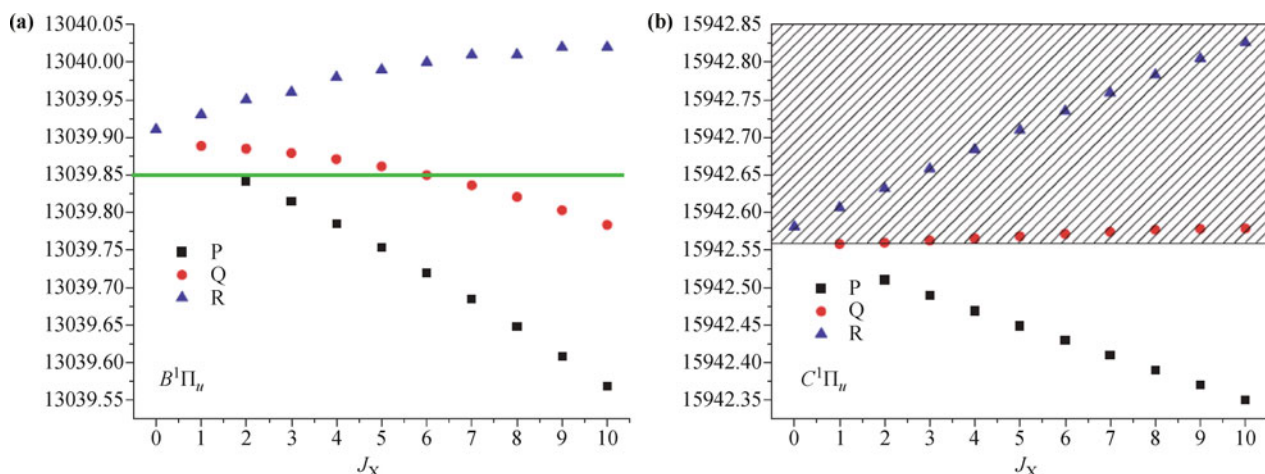 (a)
13040.05
13040.00
13039.95
13039.90
13039.85
13039.80
13039.75
13039.70
13039.65
13039.60
13039.55
P
Q
R
B¹Πu
0 1 2 3 4 5 6 7 8 9 10
JX
(b)
15942.85
15942.80
15942.75
15942.70
15942.65
15942.60
15942.55
15942.50
15942.45
15942.40
15942.35
P
Q
R
C¹Πu
0 1 2 3 4 5 6 7 8 9 10
JX